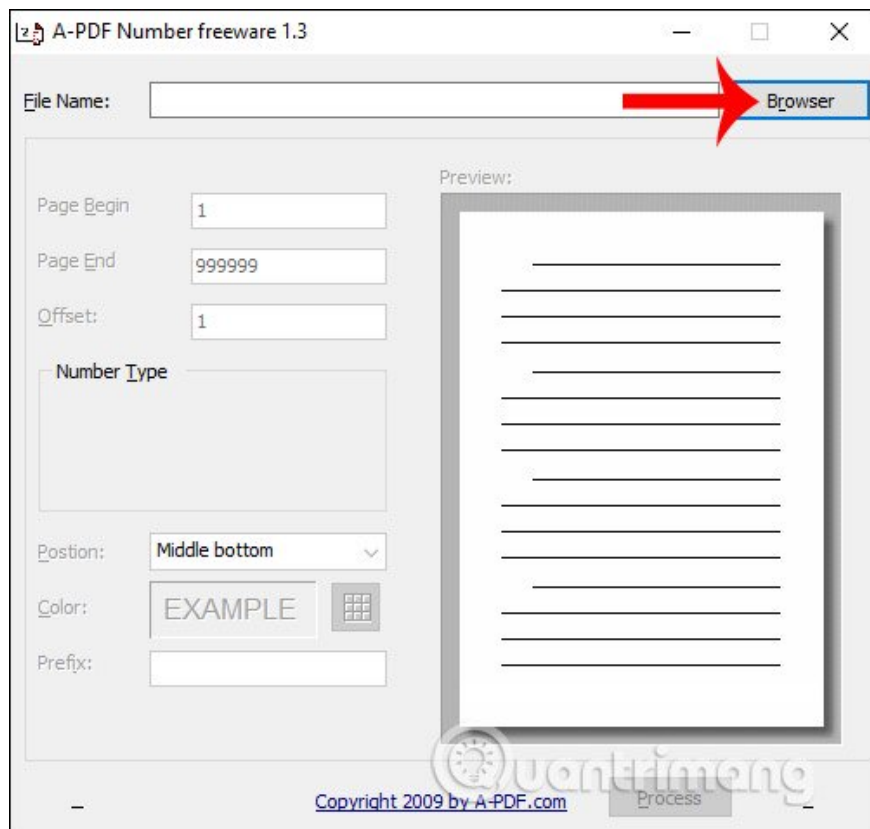 A-PDF Number freeware 1.3
File Name:
Browser
Preview:
Page Begin
1
Page End
999999
Offset:
1
Number Type
Postion:
Middle bottom
Color:
EXAMPLE
Prefix:
Quantrimang
Copyright 2009 by A-PDF.com
Process